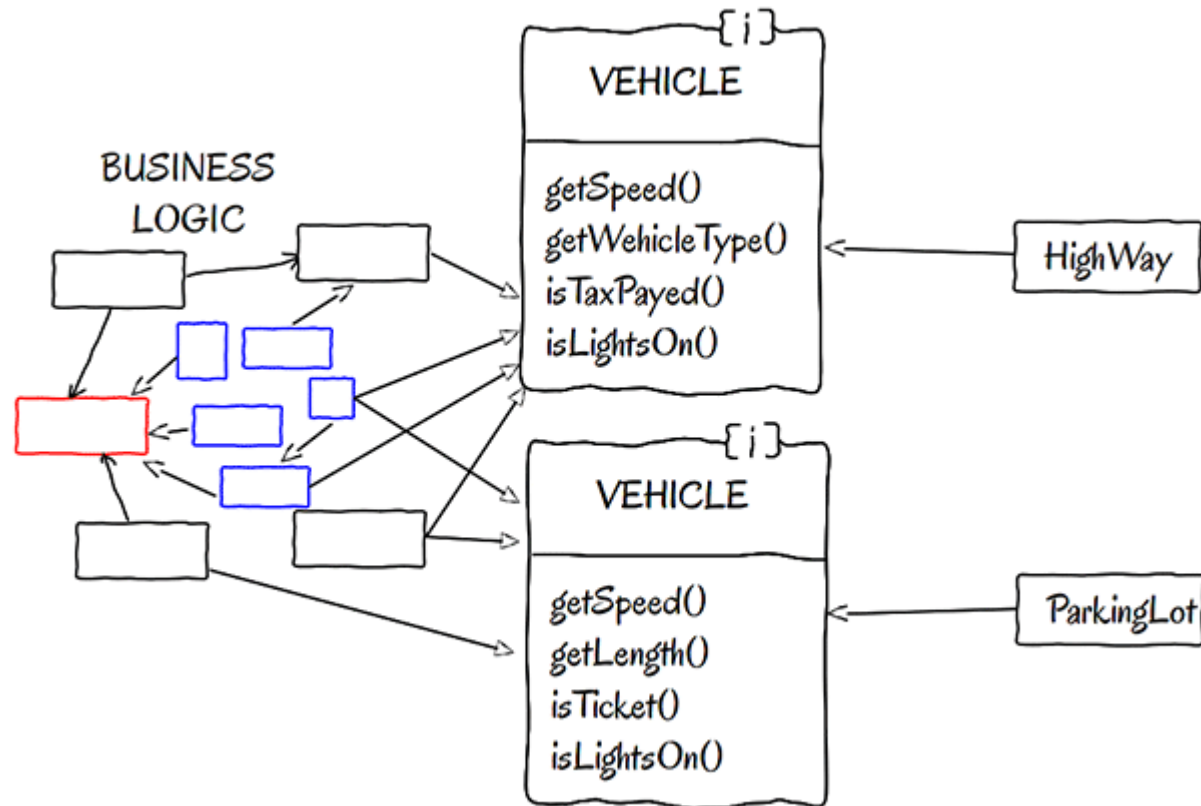 [i]
VEHICLE
BUSINESS
LOGIC
getSpeed()
getWehicleType()
isTaxPayed()
isLightsOn()
HighWay
[i]
VEHICLE
getSpeed()
getLength()
isTicket()
isLightsOn()
ParkingLot